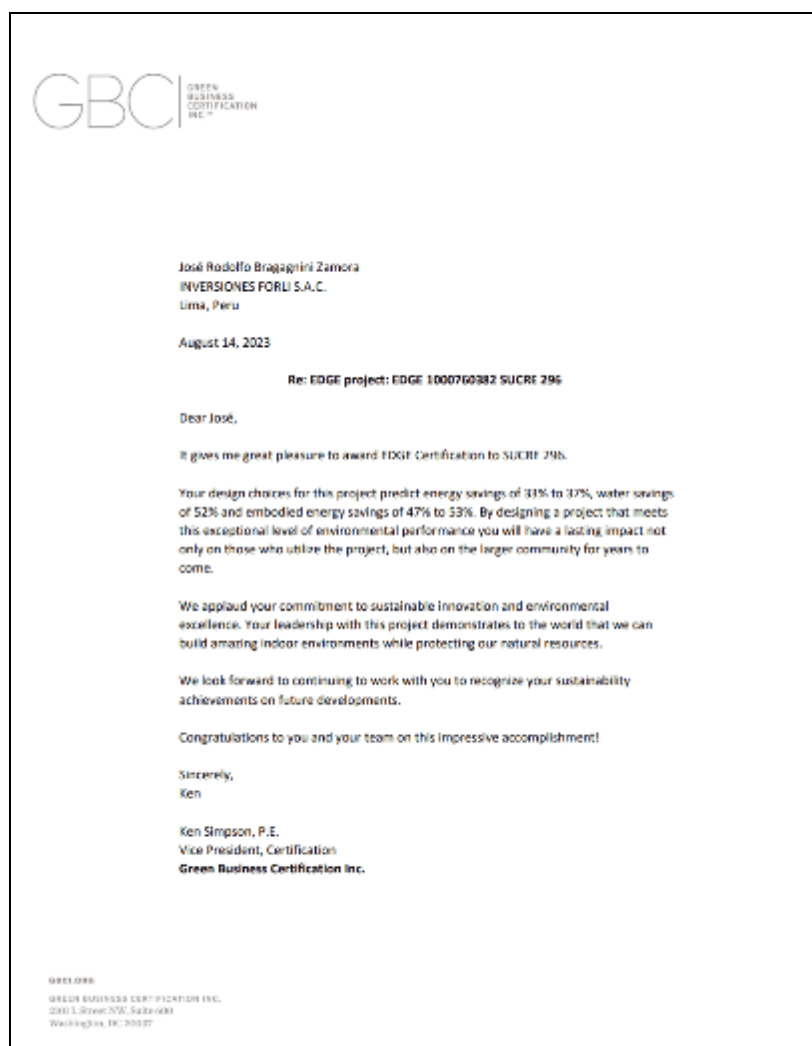 GBCI
GREEN
BUSINESS
CERTIFICATION
INC.™
José Rodolfo Bragagnini Zamora
INVERSIONES FORLI S.A.C.
Lima, Peru
August 14, 2023
Re: EDGE project: EDGE 1000760382 SUCRE 296
Dear José,
It gives me great pleasure to award EDGE Certification to SUCRE 296.
Your design choices for this project predict energy savings of 33% to 37%, water savings
of 52% and embodied energy savings of 47% to 53%. By designing a project that meets
this exceptional level of environmental performance you will have a lasting impact not
only on those who utilize the project, but also on the larger community for years to
come.
We applaud your commitment to sustainable innovation and environmental
excellence. Your leadership with this project demonstrates to the world that we can
build amazing indoor environments while protecting our natural resources.
We look forward to continuing to work with you to recognize your sustainability
achievements on future developments.
Congratulations to you and your team on this impressive accomplishment!
Sincerely,
Ken
Ken Simpson, P.E.
Vice President, Certification
Green Business Certification Inc.
GBCI.ORG
GREEN BUSINESS CERTIFICATION INC.
2101 L Street NW, Suite 600
Washington, DC 20037